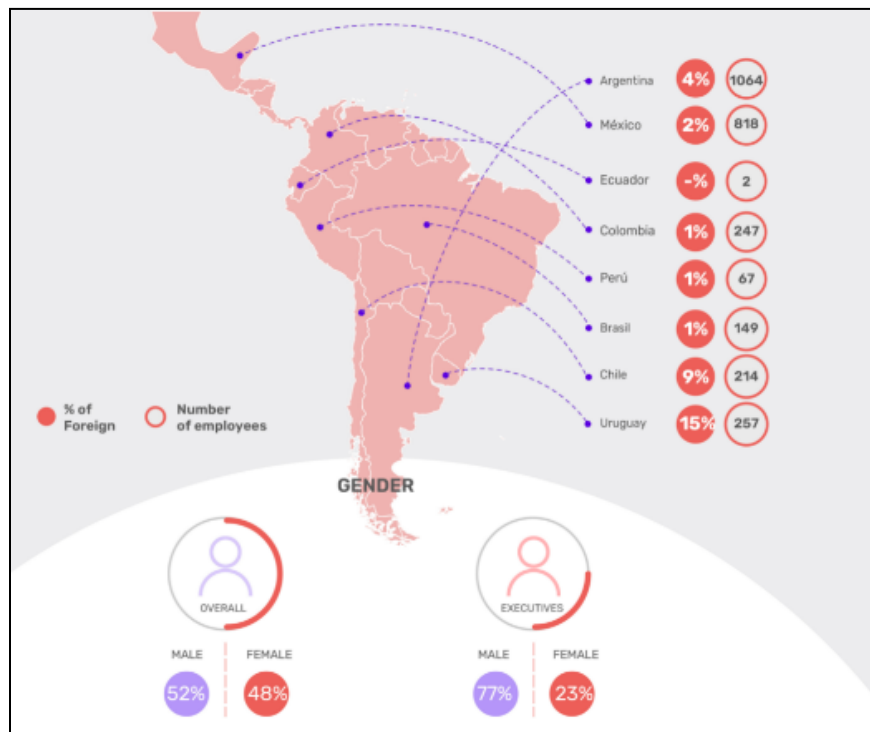 Argentina 4% 1064
México 2% 818
Ecuador -% 2
Colombia 1% 247
Perú 1% 67
Brasil 1% 149
Chile 9% 214
Uruguay 15% 257
% of
Foreign
Number
of employees
GENDER
OVERALL
EXECUTIVES
MALE FEMALE
52% 48%
MALE FEMALE
77% 23%